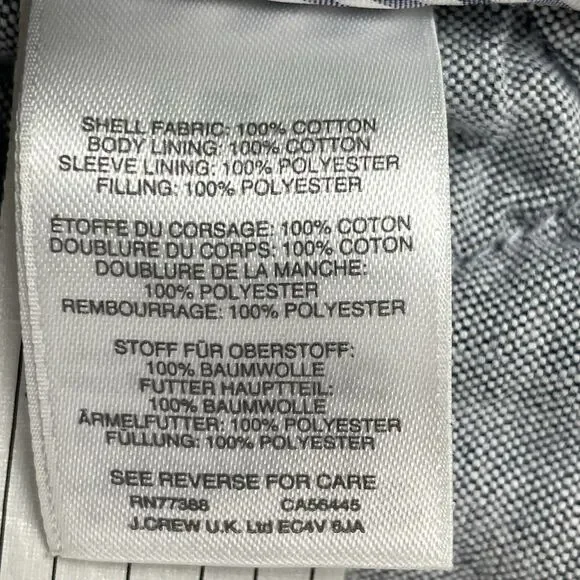 SHELL FABRIC: 100% COTTON
BODY LINING: 100% COTTON
SLEEVE LINING: 100% POLYESTER
FILLING: 100% POLYESTER
ÉTOFFE DU CORSAGE: 100% COTON
DOUBLURE DU CORPS: 100% COTON
DOUBLURE DE LA MANCHE:
100% POLYESTER
REMBOURRAGE: 100% POLYESTER
STOFF FÜR OBERSTOFF:
100% BAUMWOLLE
FUTTER HAUPTTEIL:
100% BAUMWOLLE
ÄRMELFUTTER: 100% POLYESTER
FÜLLUNG: 100% POLYESTER
SEE REVERSE FOR CARE
RN77388 CA56445
J.CREW U.K. Ltd EC4V 6JA